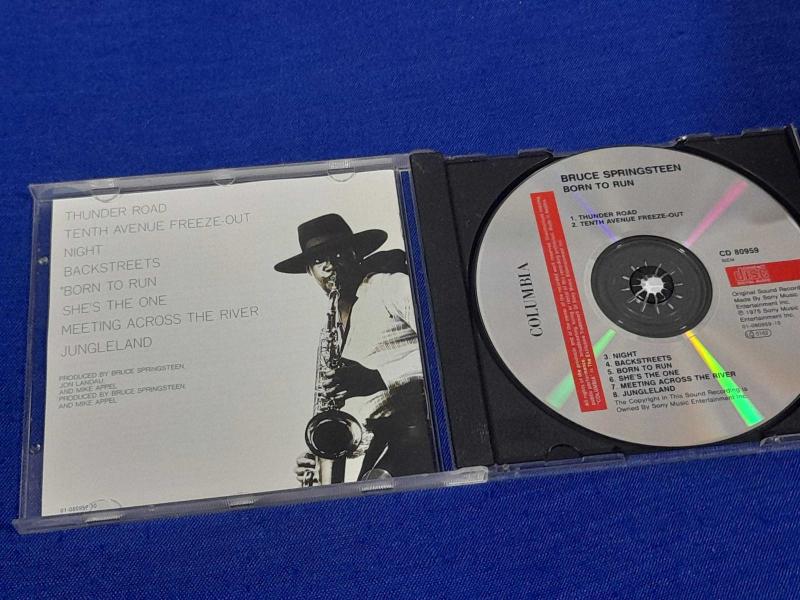 THUNDER ROAD
TENTH AVENUE FREEZE-OUT
NIGHT
BACKSTREETS
*BORN TO RUN
SHE'S THE ONE
MEETING ACROSS THE RIVER
JUNGLELAND
PRODUCED BY BRUCE SPRINGSTEEN,
JON LANDAU,
AND MIKE APPEL
*PRODUCED BY BRUCE SPRINGSTEEN,
AND MIKE APPEL
BRUCE SPRINGSTEEN
BORN TO RUN
1. THUNDER ROAD
2. TENTH AVENUE FREEZE-OUT
COLUMBIA
CD 80959
disc
Original Sound Recording
Made By Sony Music
Entertainment Inc.
℗ 1975 Sony Music
Entertainment Inc.
01-080959-10
3. NIGHT
4. BACKSTREETS
5. BORN TO RUN
6. SHE'S THE ONE
7. MEETING ACROSS THE RIVER
8. JUNGLELAND
The Copyright in This Sound Recording is
Owned By Sony Music Entertainment Inc.